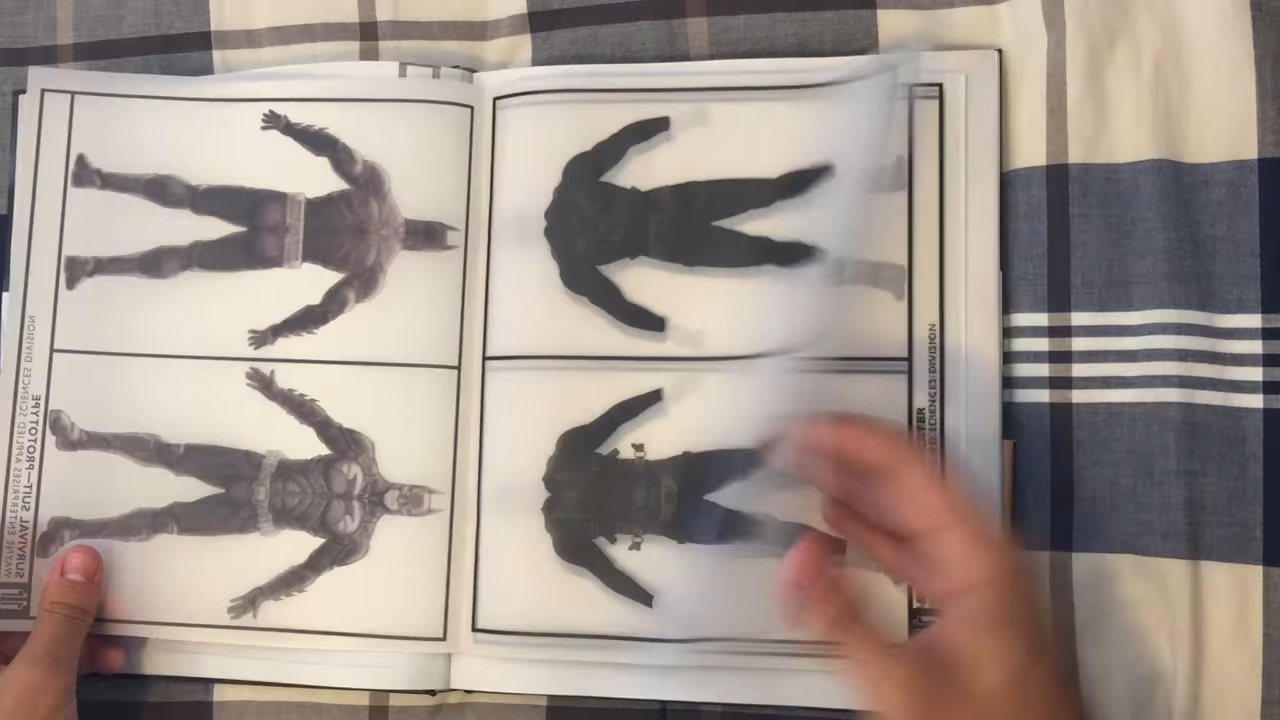 SURVIVAL SUIT—PROTOTYPE
WAYNE ENTERPRISES APPLIED SCIENCES DIVISION
SCIENCES DIVISION